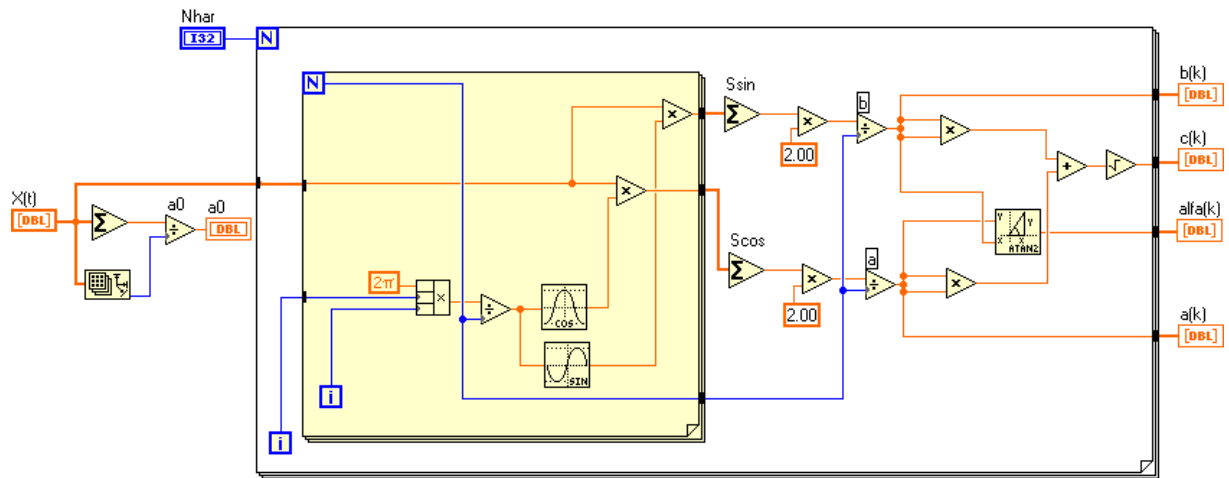 Nhar
I32
N
N
X(t)
[DBL]
Σ
a0
÷
a0
DBL
2π
×
÷
COS
SIN
i
i
×
×
Ssin
Σ
×
2.00
b
÷
Scos
Σ
×
2.00
a
÷
×
+
√
Y
X
Y
X
ATAN2
×
b(k)
[DBL]
c(k)
[DBL]
alfa(k)
[DBL]
a(k)
[DBL]